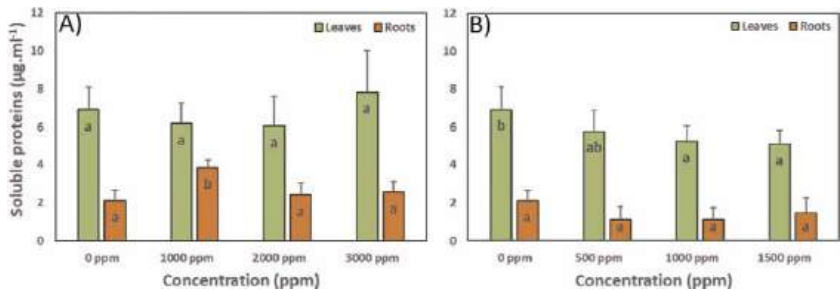 A)
Leaves Roots
Soluble proteins (µg.ml-1)
12
10
8
6
4
2
0
a a a a
a b a a
0 ppm 1000 ppm 2000 ppm 3000 ppm
Concentration (ppm)
B)
Leaves Roots
12
10
8
6
4
2
0
b ab a a
a a a a
0 ppm 500 ppm 1000 ppm 1500 ppm
Concentration (ppm)